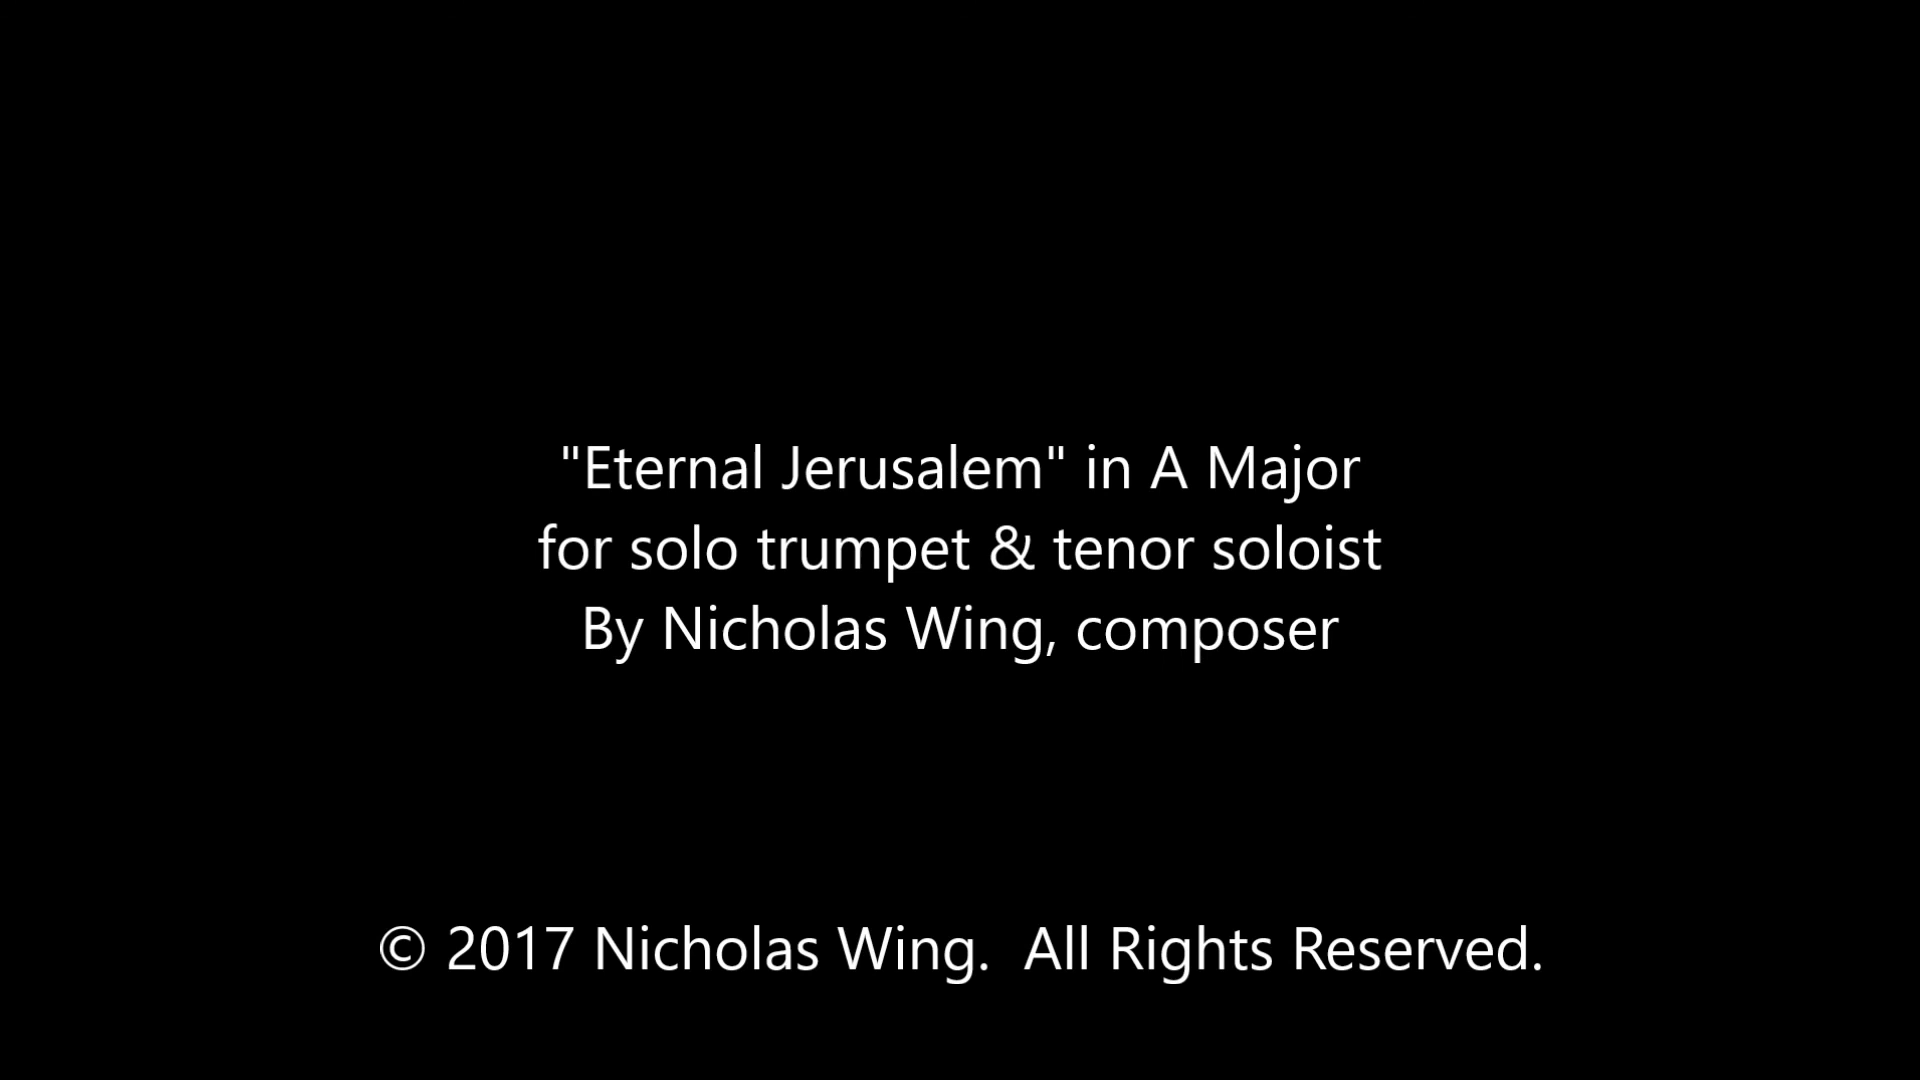 "Eternal Jerusalem" in A Major
for solo trumpet & tenor soloist
By Nicholas Wing, composer
© 2017 Nicholas Wing.  All Rights Reserved.